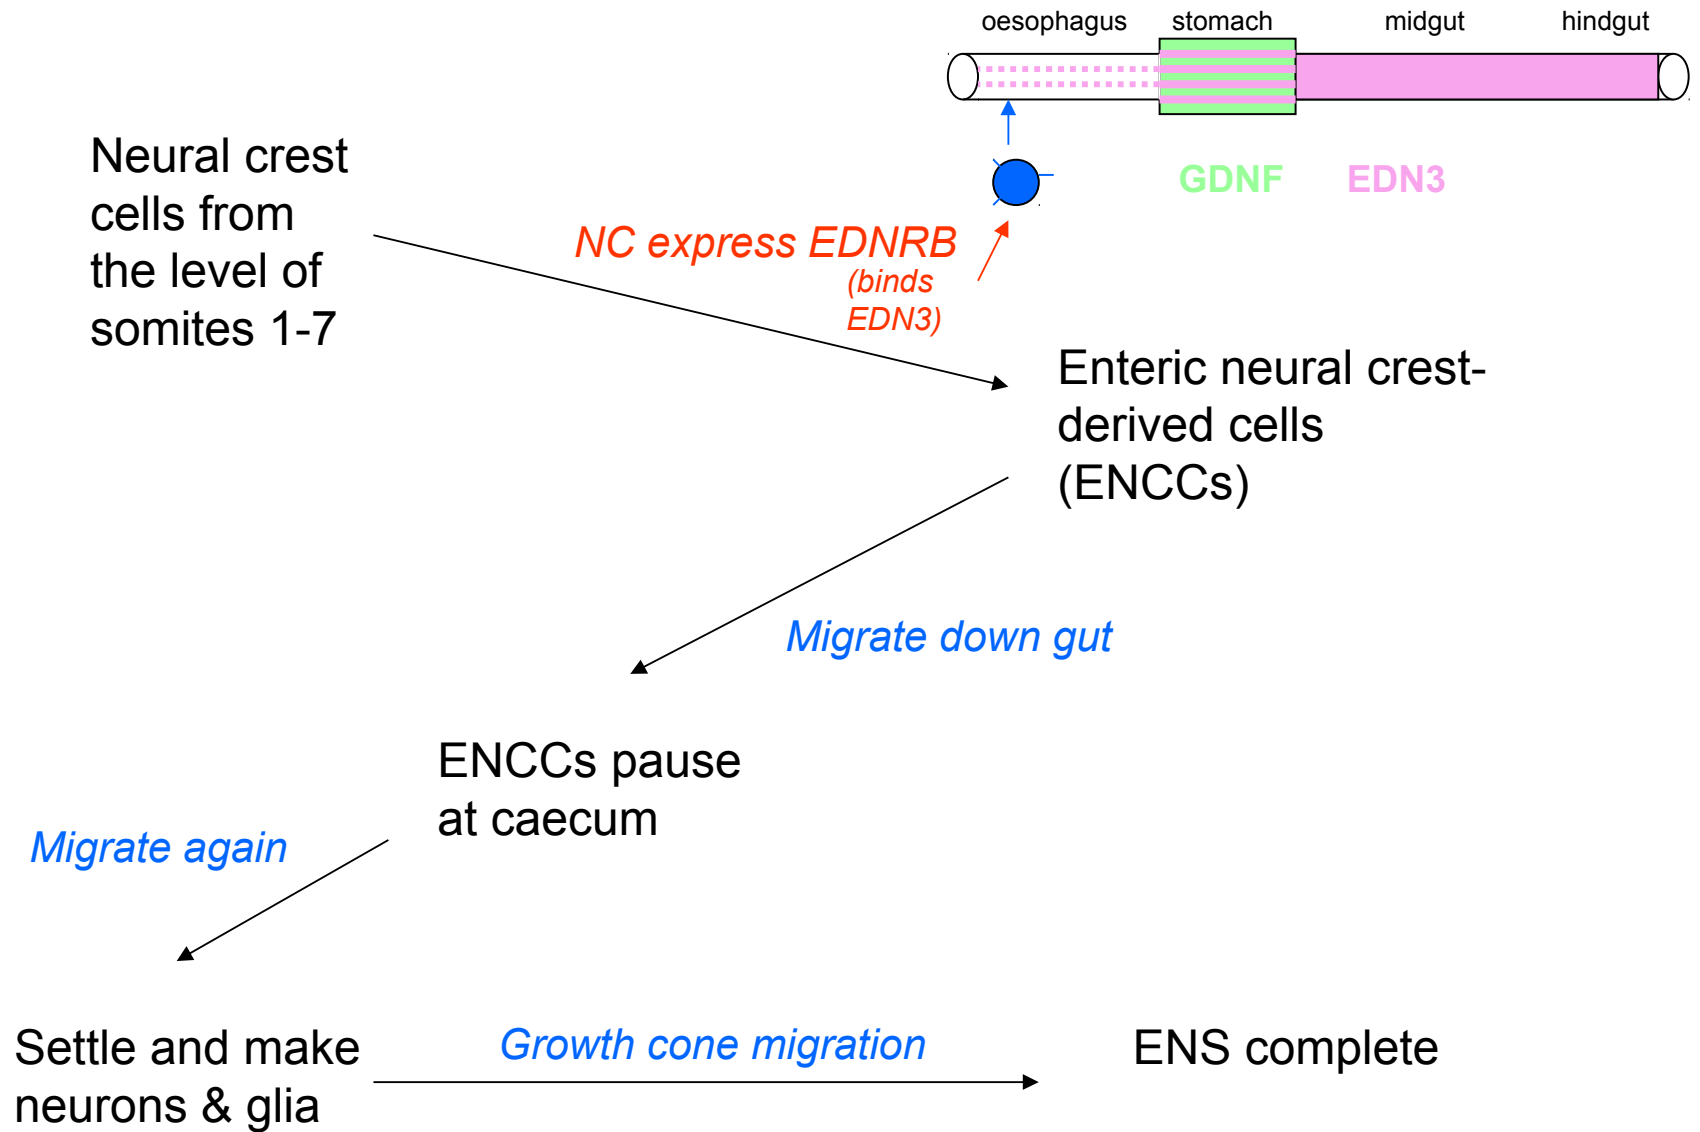 oesophagus stomach midgut hindgut
GDNF EDN3
Neural crest
cells from
the level of
somites 1-7
NC express EDNRB
(binds
EDN3)
Enteric neural crest-
derived cells
(ENCCs)
Migrate down gut
ENCCs pause
at caecum
Migrate again
Settle and make
neurons & glia
Growth cone migration
ENS complete